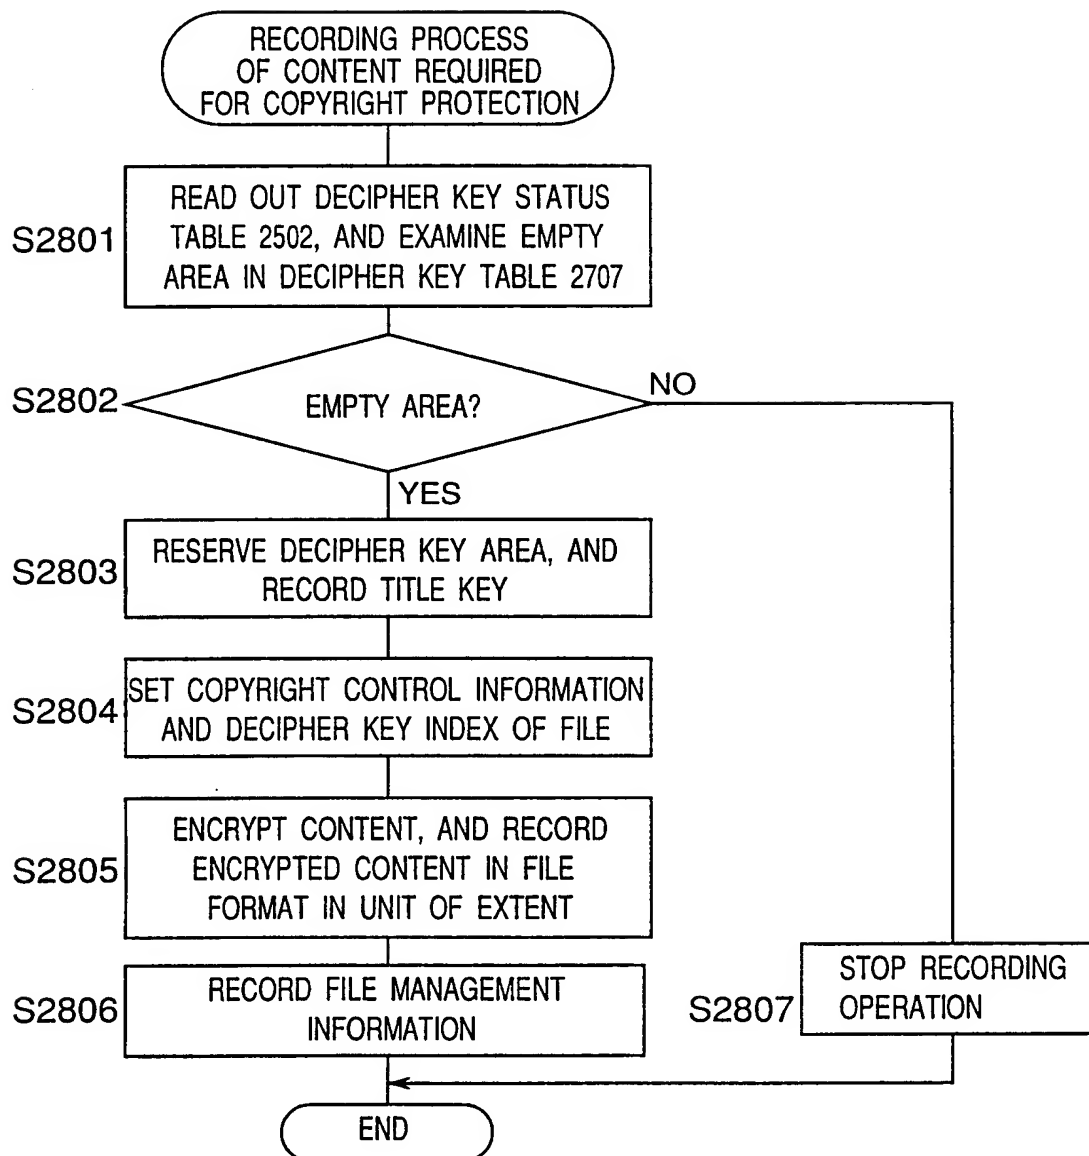 RECORDING PROCESS
OF CONTENT REQUIRED
FOR COPYRIGHT PROTECTION
S2801
READ OUT DECIPHER KEY STATUS
TABLE 2502, AND EXAMINE EMPTY
AREA IN DECIPHER KEY TABLE 2707
S2802
EMPTY AREA?
NO
YES
S2803
RESERVE DECIPHER KEY AREA, AND
RECORD TITLE KEY
S2804
SET COPYRIGHT CONTROL INFORMATION
AND DECIPHER KEY INDEX OF FILE
S2805
ENCRYPT CONTENT, AND RECORD
ENCRYPTED CONTENT IN FILE
FORMAT IN UNIT OF EXTENT
S2806
RECORD FILE MANAGEMENT
INFORMATION
S2807
STOP RECORDING
OPERATION
END